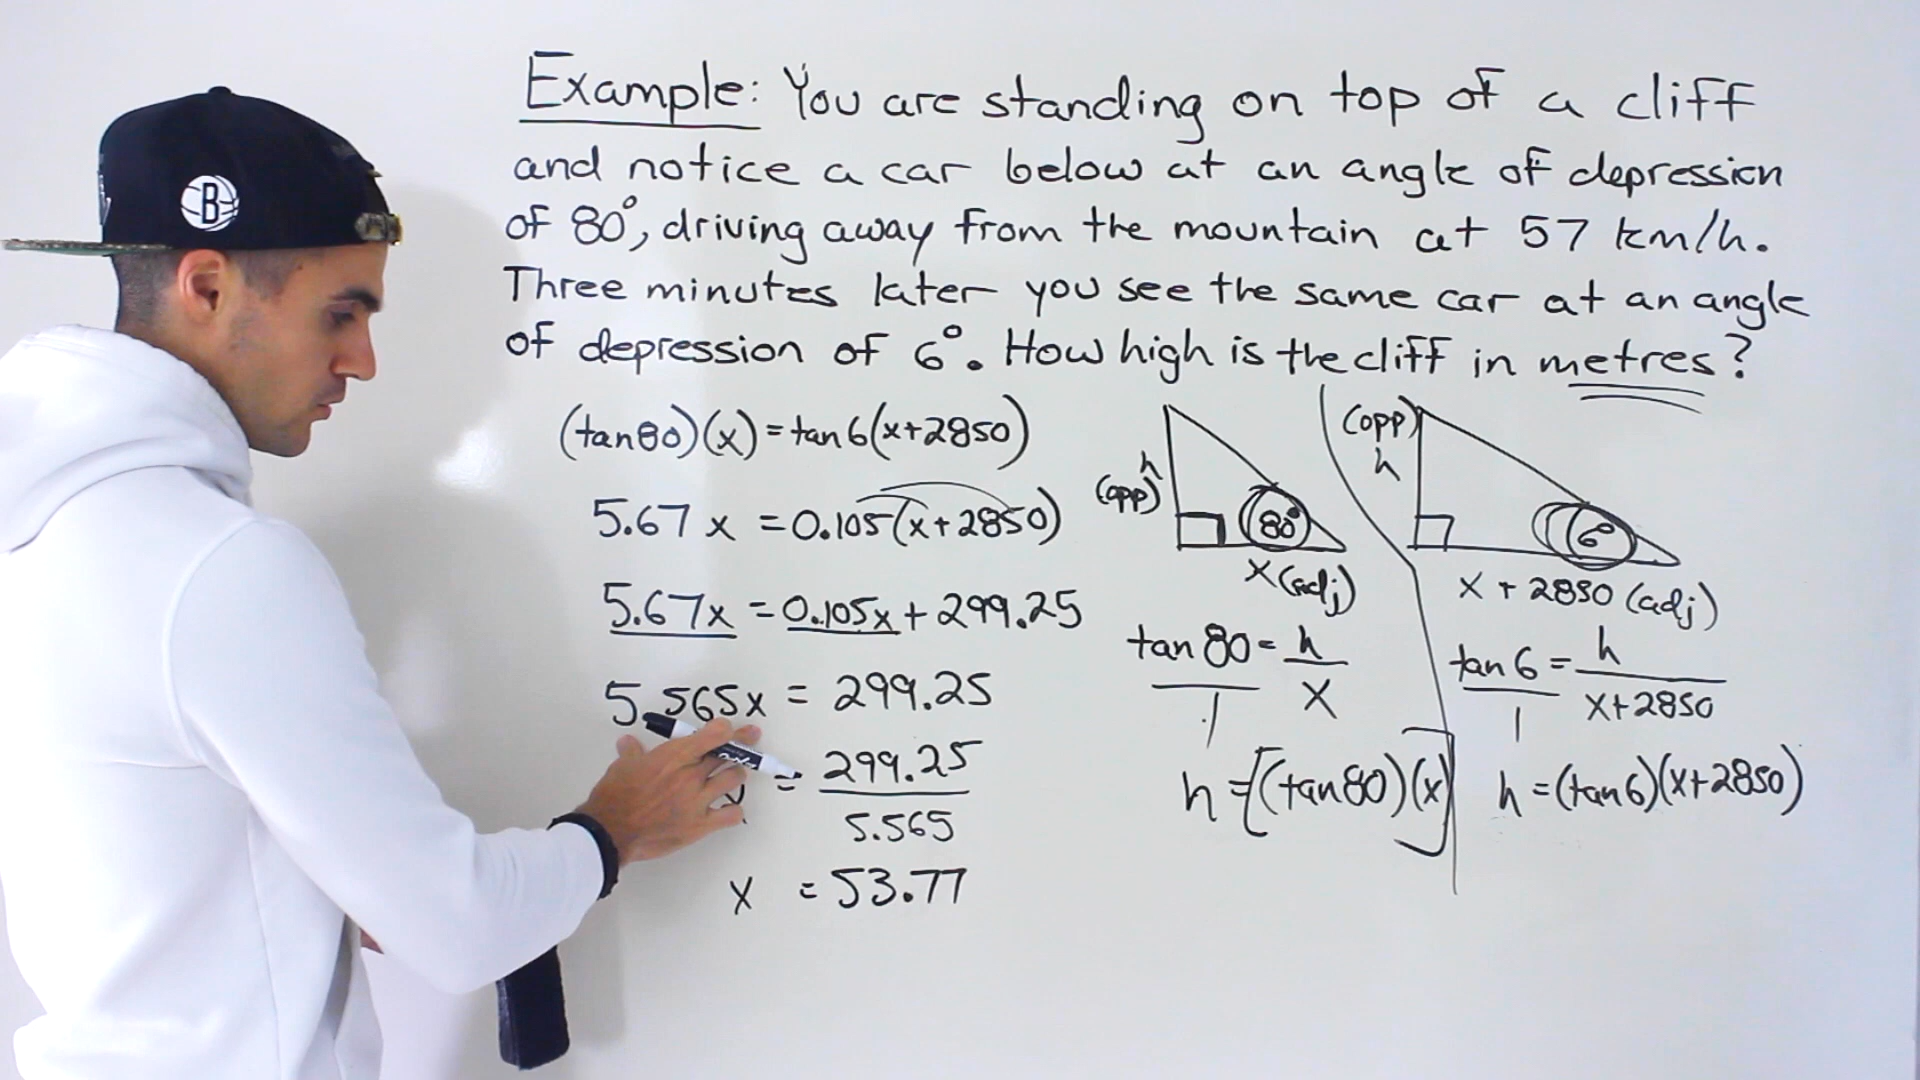 Example: You are standing on top of a cliff
and notice a car below at an angle of depression
of 80°, driving away from the mountain at 57 km/h.
Three minutes later you see the same car at an angle
of depression of 6°. How high is the cliff in metres?
(tan80)(x) = tan6(x+2850)
5.67x = 0.105(x+2850)
5.67x = 0.105x + 299.25
5.565x = 299.25
x = 299.25
5.565
x = 53.77
h
(opp)
80°
x (adj)
tan 80 = h
1 x
h = [(tan80)(x)]
(opp)
h
6°
x + 2850 (adj)
tan 6 = h
1 x+2850
h = (tan6)(x+2850)
B